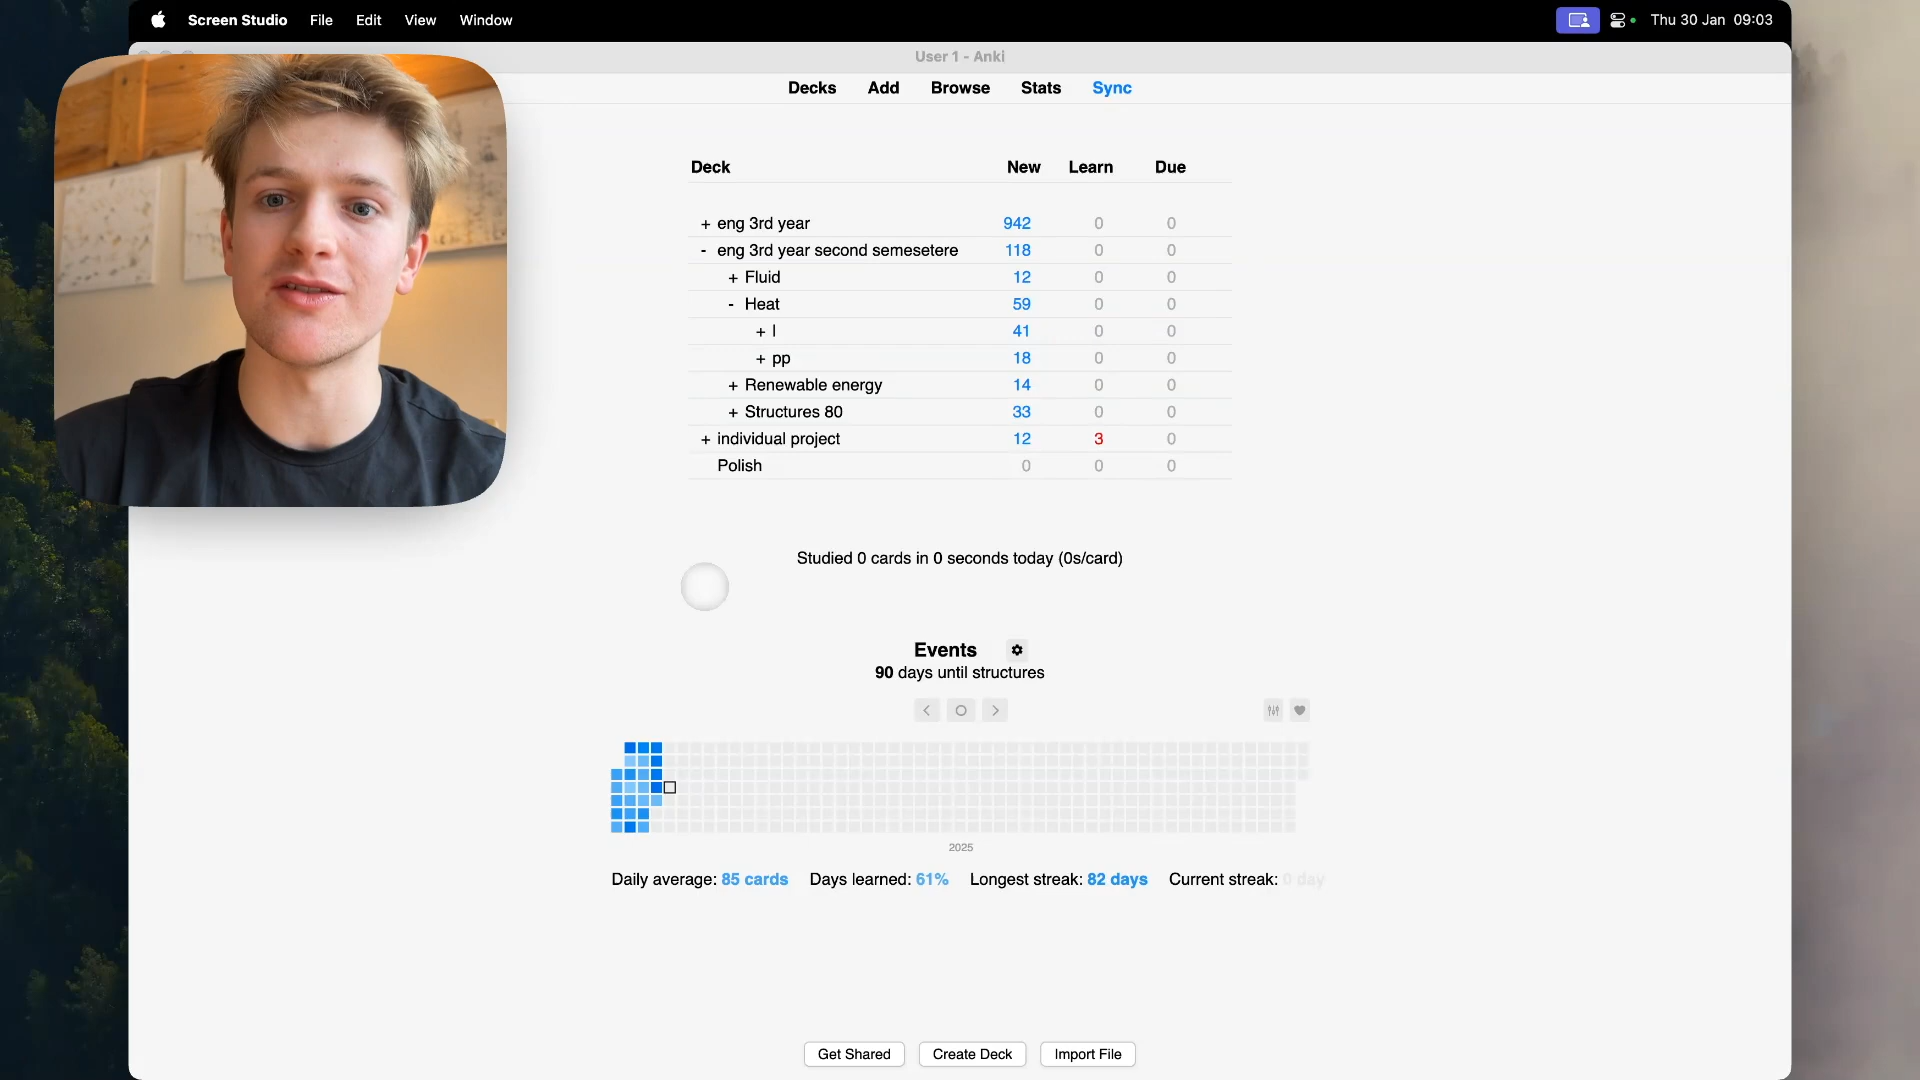 Screen Studio File Edit View Window Thu 30 Jan 09:03
User 1 - Anki
Decks Add Browse Stats Sync
Deck New Learn Due
+ eng 3rd year 942 0 0
- eng 3rd year second semesetere 118 0 0
+ Fluid 12 0 0
- Heat 59 0 0
+ l 41 0 0
+ pp 18 0 0
+ Renewable energy 14 0 0
+ Structures 80 33 0 0
+ individual project 12 3 0
Polish 0 0 0
Studied 0 cards in 0 seconds today (0s/card)
Events
90 days until structures
2025
Daily average: 85 cards Days learned: 61% Longest streak: 82 days Current streak: 0 day
Get Shared Create Deck Import File